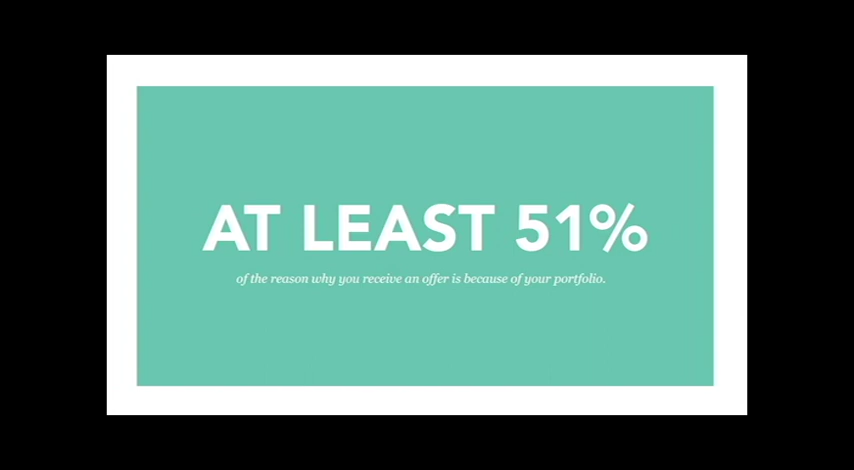 AT LEAST 51%
of the reason why you receive an offer is because of your portfolio.